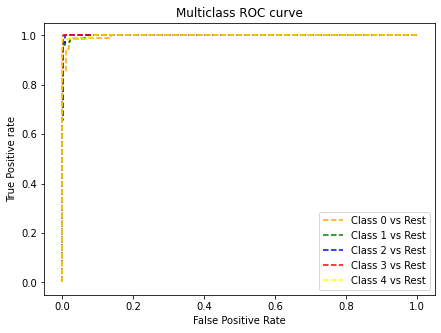 Multiclass ROC curve
True Positive rate
1.0
0.8
0.6
0.4
0.2
0.0
Class 0 vs Rest
Class 1 vs Rest
Class 2 vs Rest
Class 3 vs Rest
Class 4 vs Rest
0.0 0.2 0.4 0.6 0.8 1.0
False Positive Rate